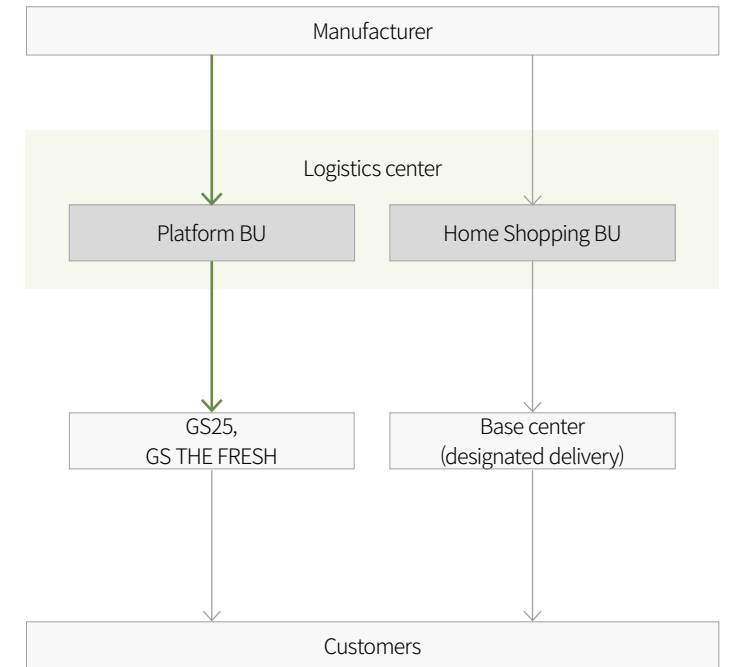 Manufacturer
Logistics center
Platform BU
Home Shopping BU
GS25,
GS THE FRESH
Base center
(designated delivery)
Customers